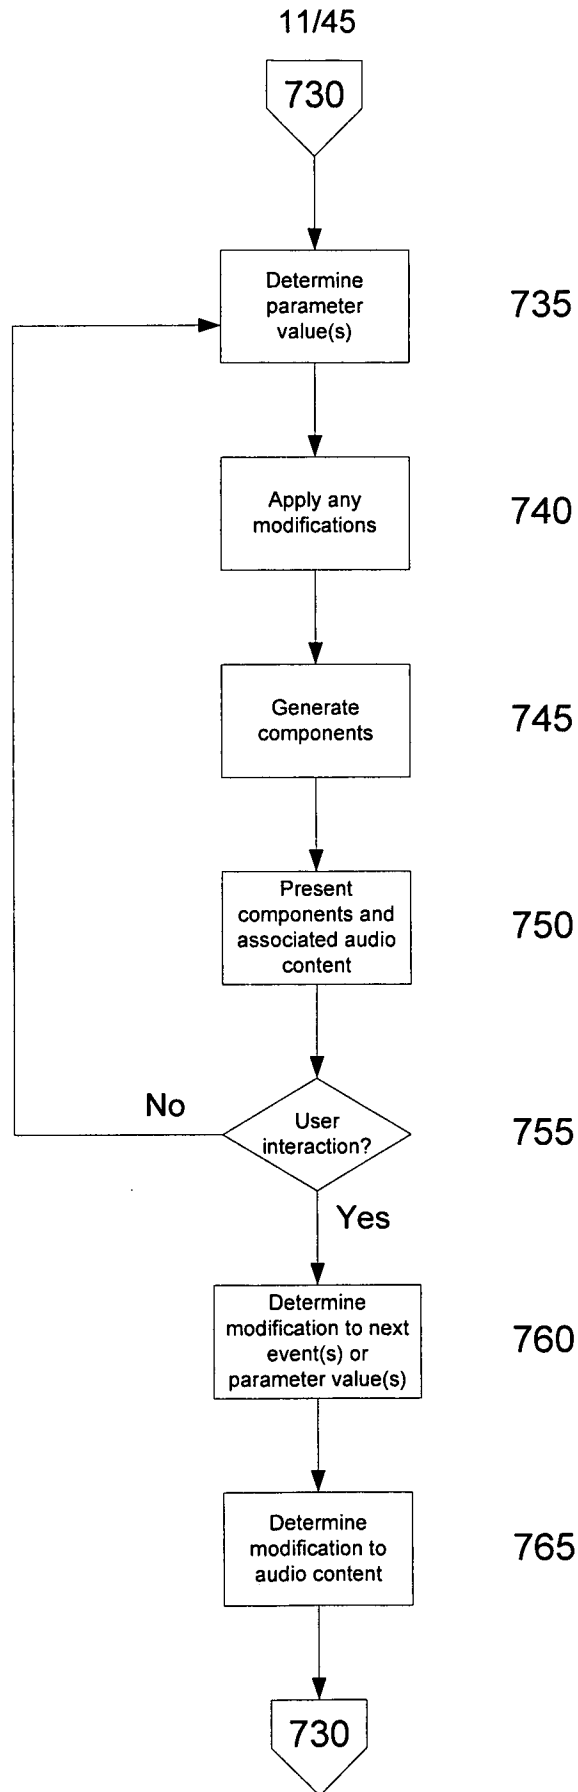 11/45
730
Determine
parameter
value(s)
735
Apply any
modifications
740
Generate
components
745
Present
components and
associated audio
content
750
No
User
interaction?
755
Yes
Determine
modification to next
event(s) or
parameter value(s)
760
Determine
modification to
audio content
765
730